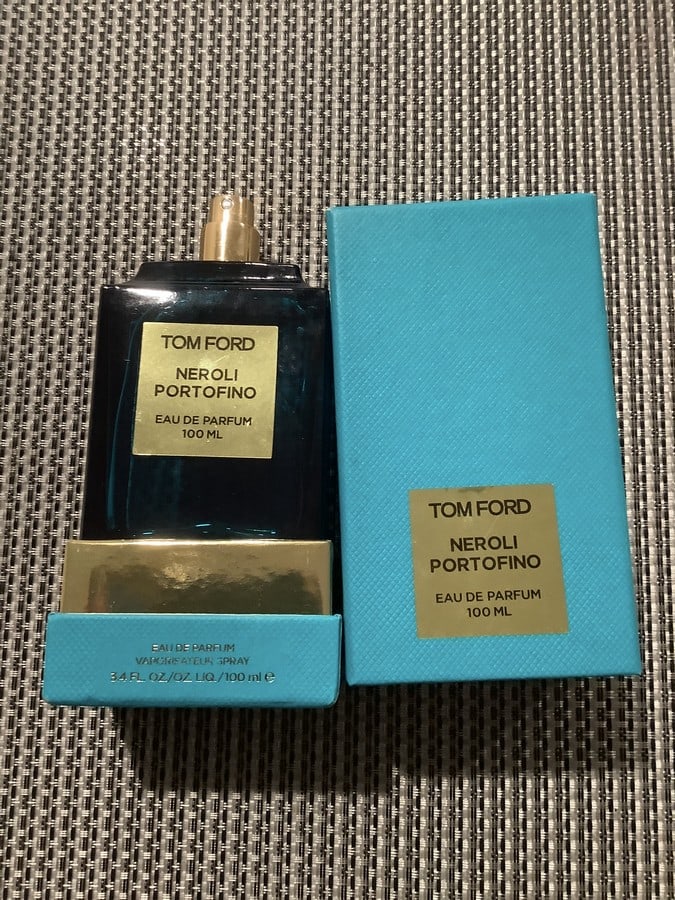 TOM FORD
NEROLI
PORTOFINO
EAU DE PARFUM
100 ML
EAU DE PARFUM
VAPORISATEUR SPRAY
3.4 FL. OZ./OZ. LIQ./100 ml ℮
TOM FORD
NEROLI
PORTOFINO
EAU DE PARFUM
100 ML